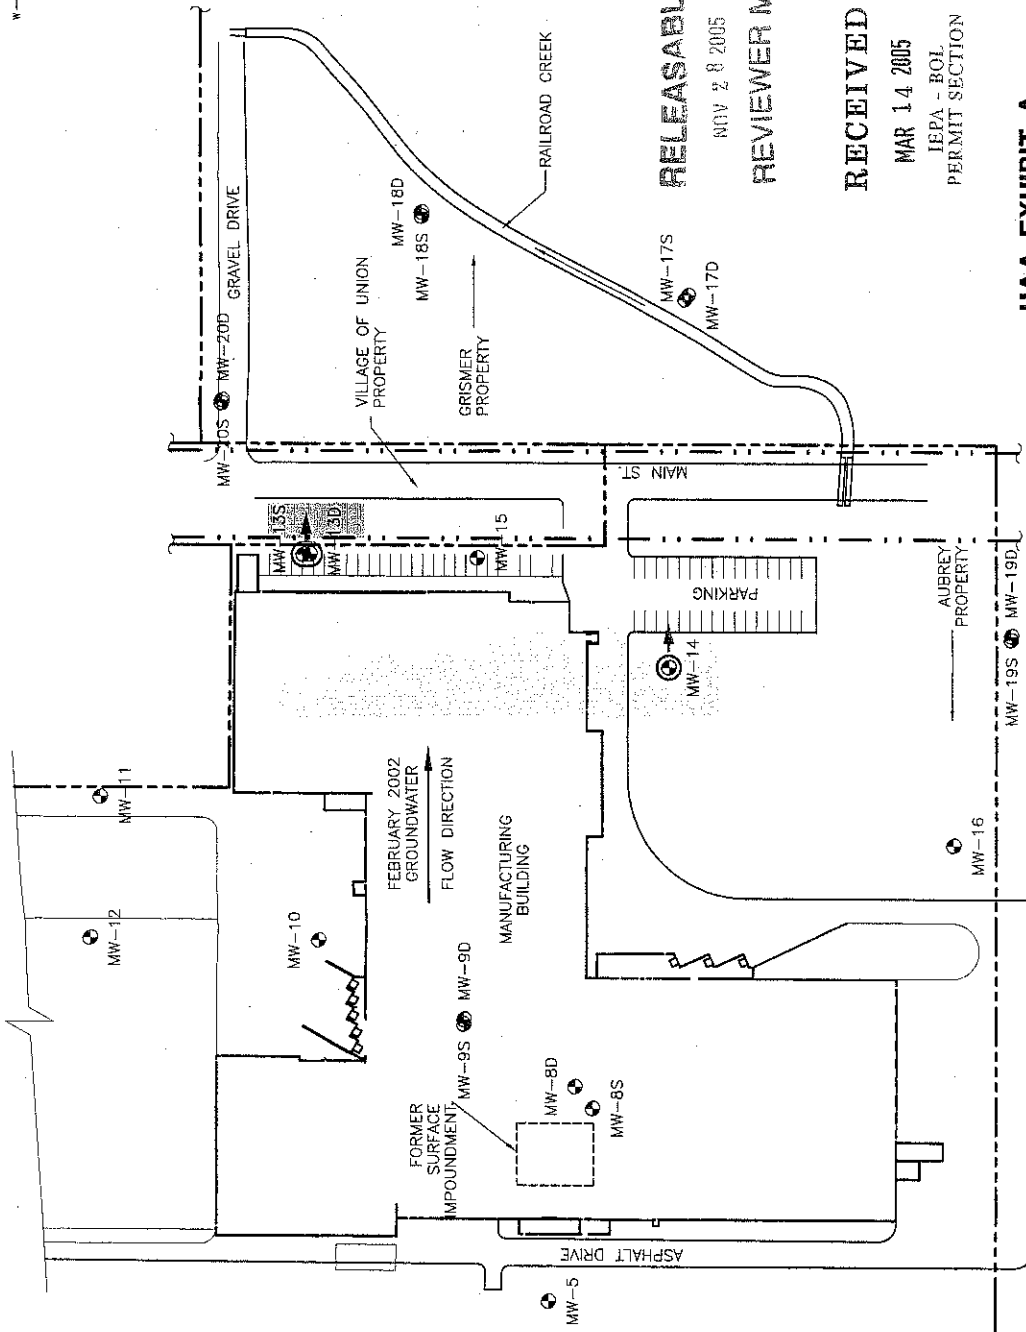 GRAVEL DRIVE
MW-20D
MW-18D
MW-18S
RAILROAD CREEK
VILLAGE OF UNION
PROPERTY
GRISMER
PROPERTY
MW-17S
MW-17D
MAIN ST.
MW-13S
MW-13D
MW-15
PARKING
MW-14
AUBREY
PROPERTY
MW-19S
MW-19D
MW-11
MW-12
MW-10
FEBRUARY 2002
GROUNDWATER
FLOW DIRECTION
MANUFACTURING
BUILDING
MW-16
MW-9S
MW-9D
MW-8D
MW-8S
FORMER
SURFACE
IMPOUNDMENT
ASPHALT DRIVE
MW-5
NOV 2 8 2005
REVIEWER
RECEIVED
MAR 14 2005
IEPA - BOL
PERMIT SECTION